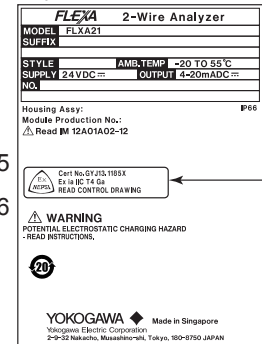 FLEXA 2-Wire Analyzer
MODEL FLXA21
SUFFIX
STYLE AMB.TEMP -20 TO 55℃
SUPPLY 24VDC⎓ OUTPUT 4-20mADC⎓
NO.
Housing Assy: IP66
Module Production No.:
⚠ Read IM 12A01A02-12
5
6
Ex
NEPSI
Cert No. GYJ13.1185X
Ex ia IIC T4 Ga
READ CONTROL DRAWING
⚠ WARNING
POTENTIAL ELECTROSTATIC CHARGING HAZARD
- READ INSTRUCTIONS,
20
YOKOGAWA ◆ Made in Singapore
Yokogawa Electric Corporation
2-9-32 Nakacho, Musashino-shi, Tokyo, 180-8750 JAPAN